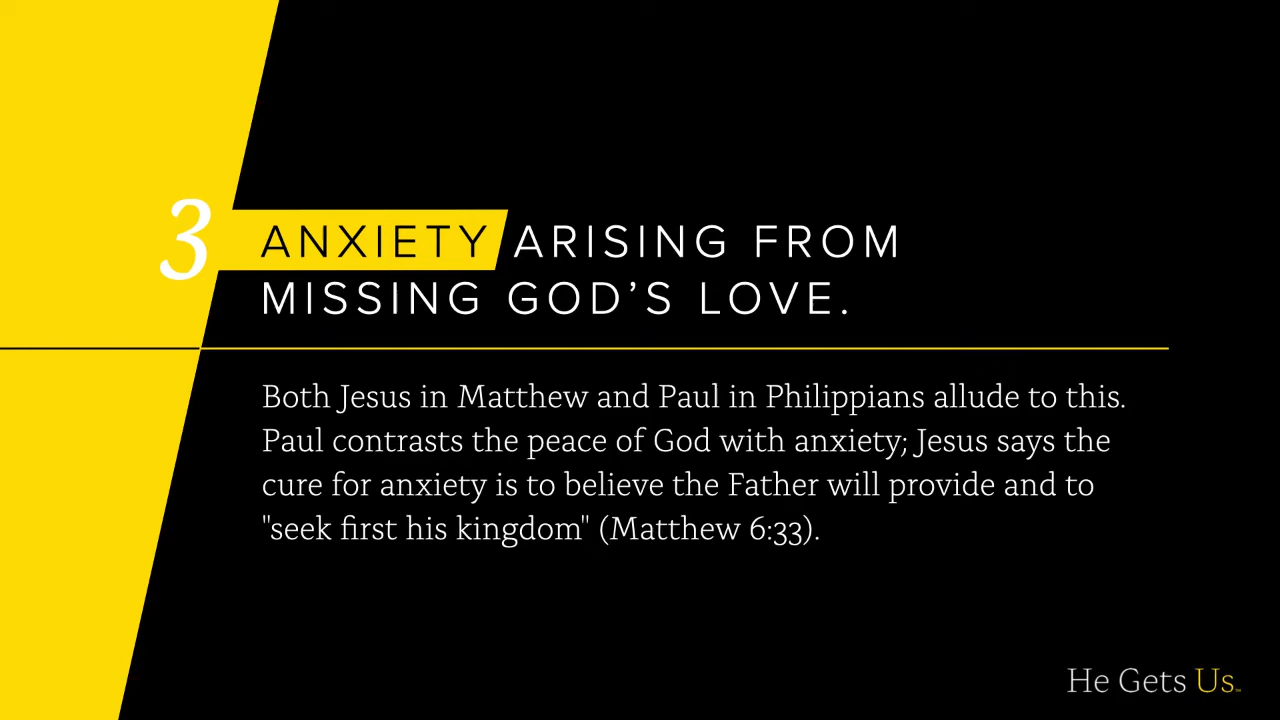 3
ANXIETY ARISING FROM
MISSING GOD’S LOVE.
Both Jesus in Matthew and Paul in Philippians allude to this.
Paul contrasts the peace of God with anxiety; Jesus says the
cure for anxiety is to believe the Father will provide and to
"seek first his kingdom" (Matthew 6:33).
He Gets Us.™